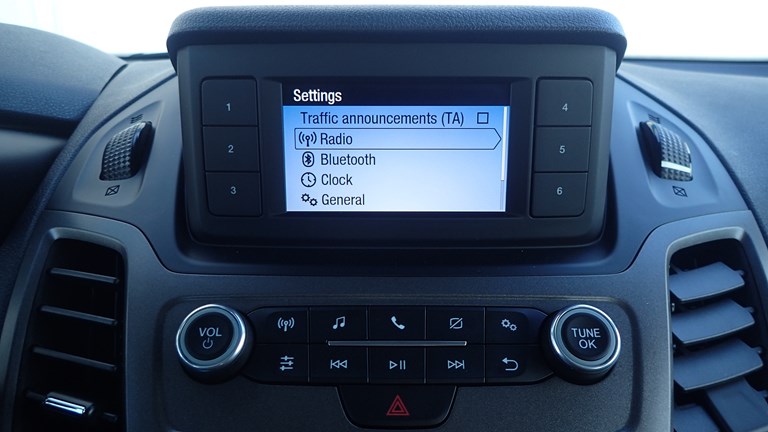 Settings
Traffic announcements (TA)
Radio
Bluetooth
Clock
General
1
2
3
4
5
6
VOL
TUNE
OK